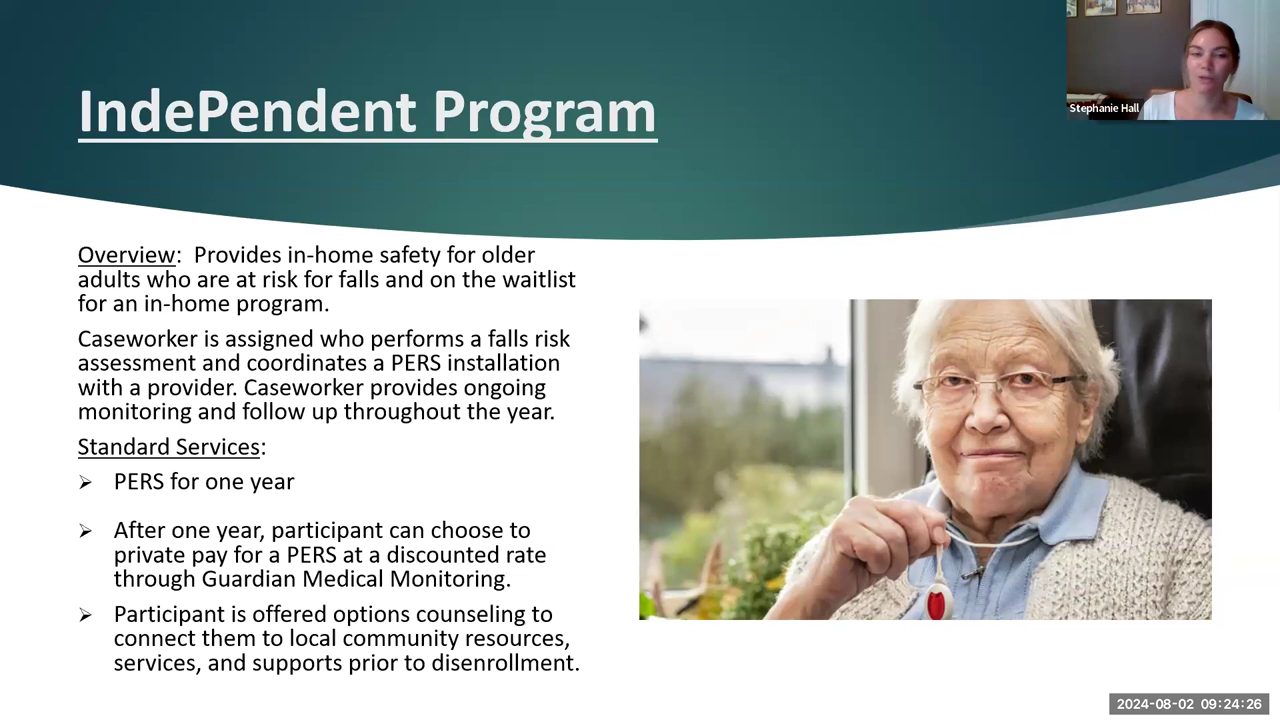 IndePendent Program
Stephanie Hall
Overview:  Provides in-home safety for older
adults who are at risk for falls and on the waitlist
for an in-home program.
Caseworker is assigned who performs a falls risk
assessment and coordinates a PERS installation
with a provider. Caseworker provides ongoing
monitoring and follow up throughout the year.
Standard Services:
PERS for one year
After one year, participant can choose to
private pay for a PERS at a discounted rate
through Guardian Medical Monitoring.
Participant is offered options counseling to
connect them to local community resources,
services, and supports prior to disenrollment.
2024-08-02 09:24:26